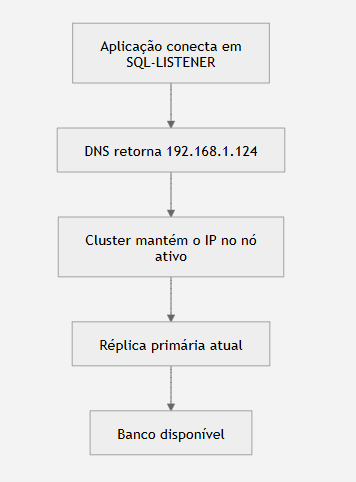 Aplicação conecta em
SQL-LISTENER
DNS retorna 192.168.1.124
Cluster mantém o IP no nó
ativo
Réplica primária atual
Banco disponível